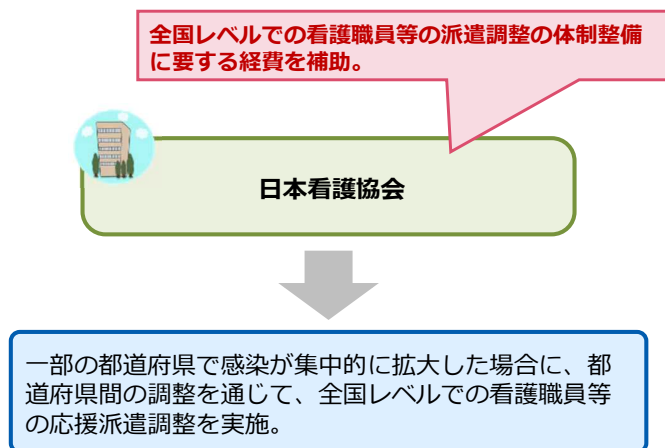 全国レベルでの看護職員等の派遣調整の体制整備
に要する経費を補助。
日本看護協会
一部の都道府県で感染が集中的に拡大した場合に、都
道府県間の調整を通じて、全国レベルでの看護職員等
の応援派遣調整を実施。